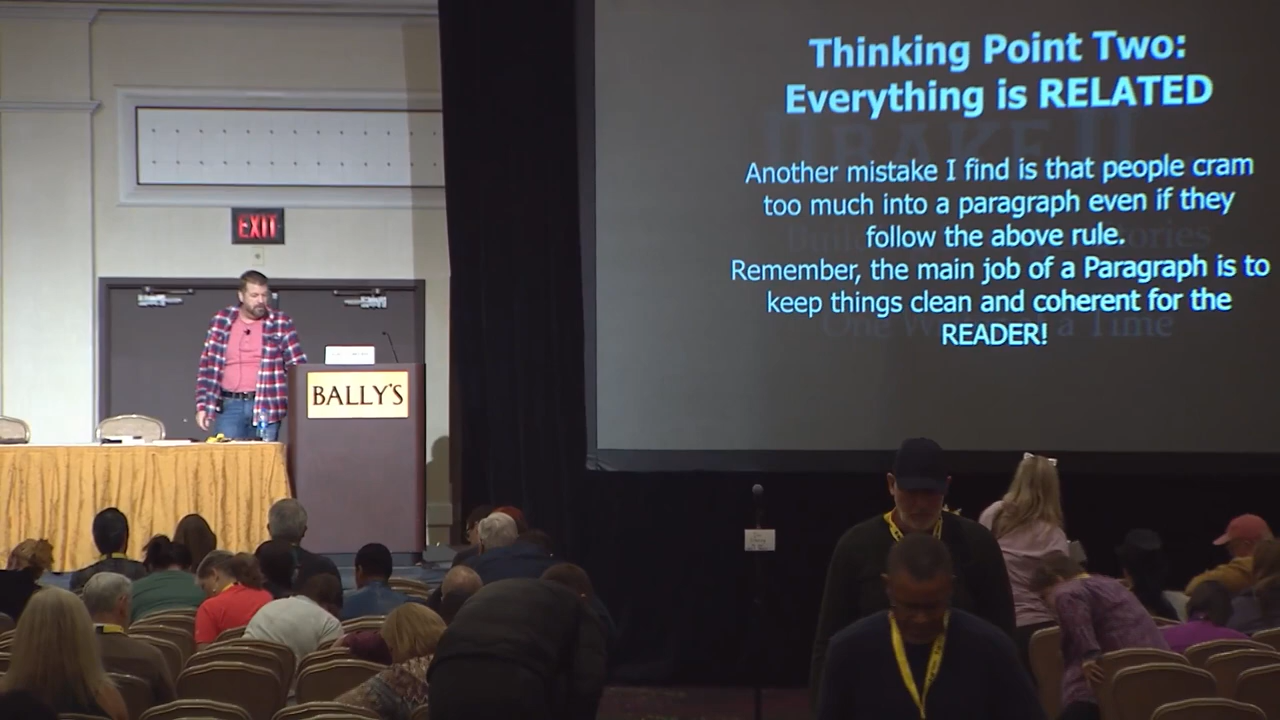 Thinking Point Two:
Everything is RELATED
Another mistake I find is that people cram
too much into a paragraph even if they
follow the above rule.
Remember, the main job of a Paragraph is to
keep things clean and coherent for the
READER!
One
a Time
EXIT
BALLY'S